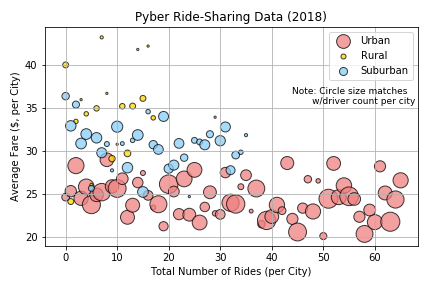 Pyber Ride-Sharing Data (2018)
Urban
Rural
Suburban
Note: Circle size matches
w/driver count per city
Average Fare ($, per City)
40
35
30
25
20
0 10 20 30 40 50 60
Total Number of Rides (per City)